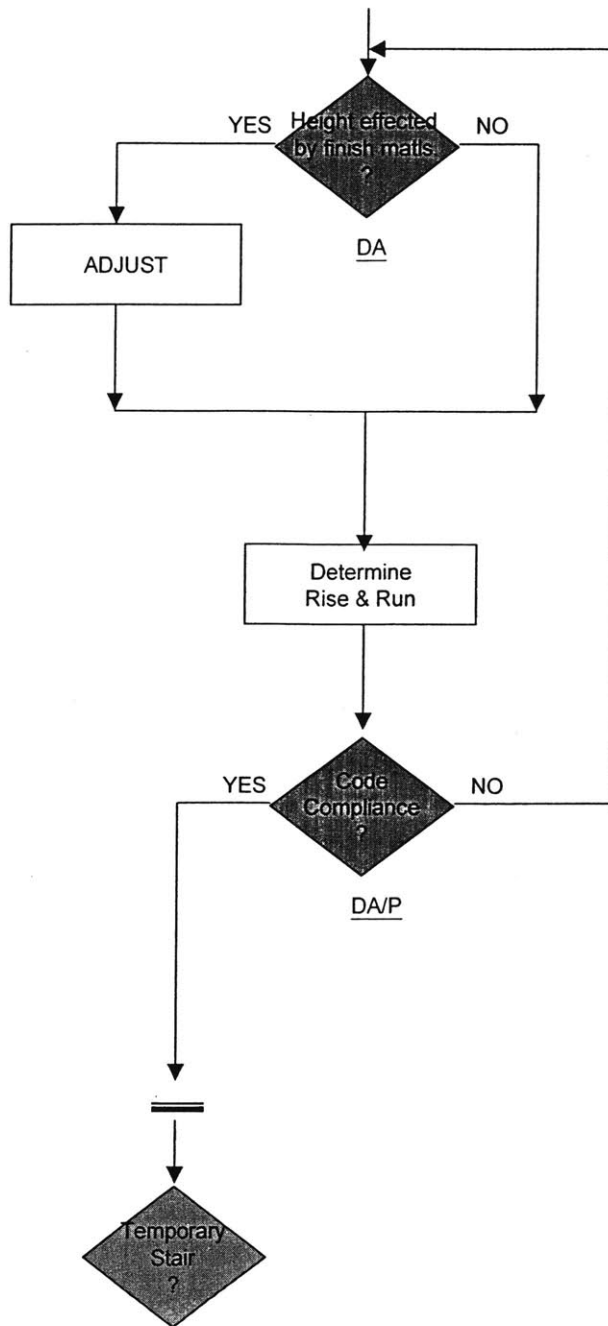 YES
Height effected
by finish matls.
?
NO
DA
ADJUST
Determine
Rise & Run
YES
Code
Compliance
?
NO
DA/P
Temporary
Stair
?